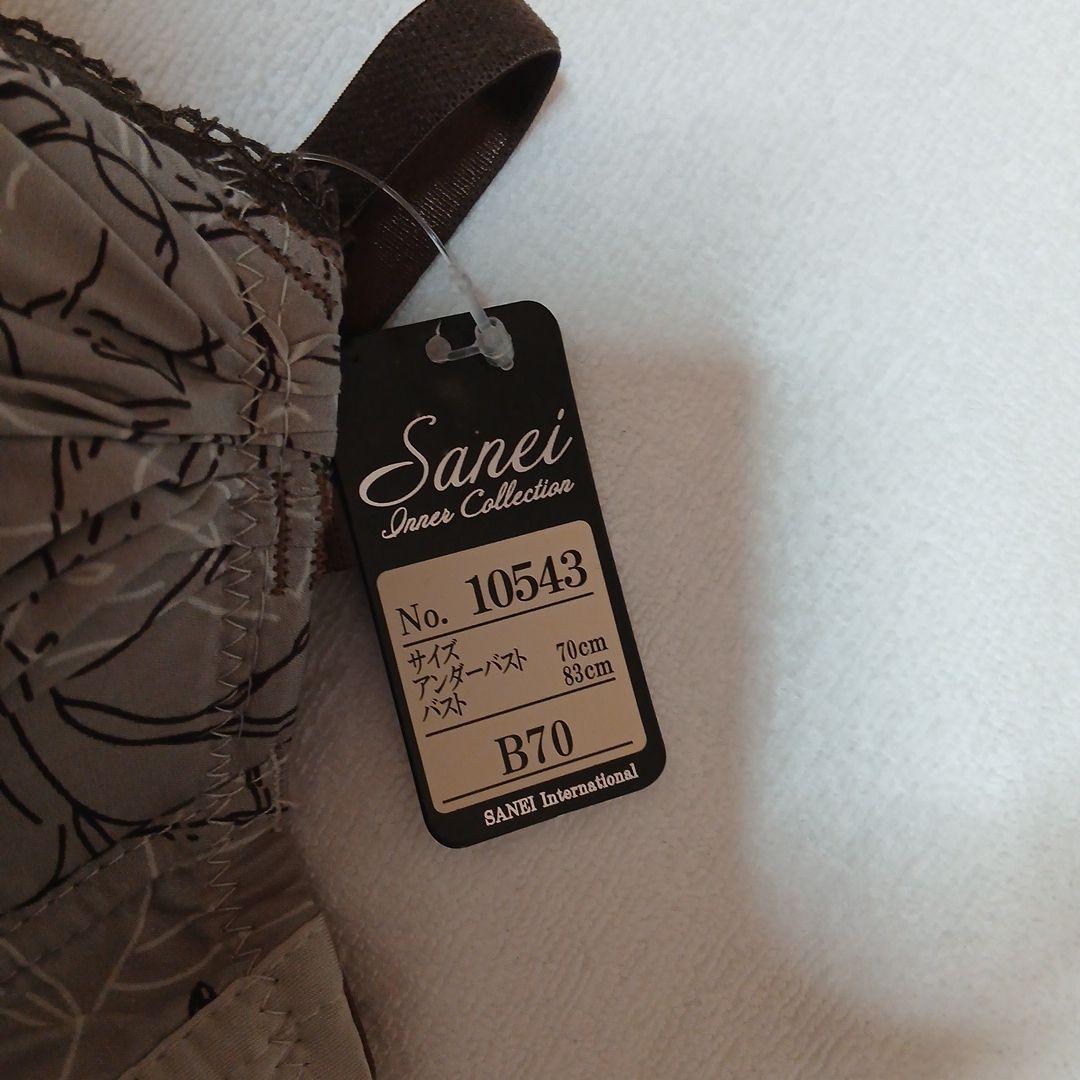 Sanei
Inner Collection
No. 10543
サイズ
アンダーバスト 70cm
バスト 83cm
B70
SANEI International